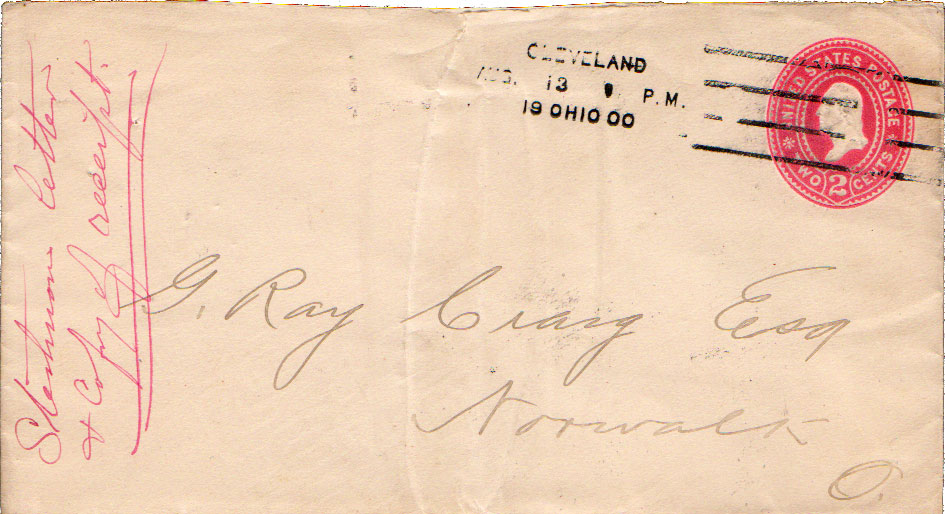 CLEVELAND
AUG. 13 P.M.
19 OHIO 00
UNITED STATES POSTAGE
TWO 2 CENTS
G. Ray Craig Esq
Norwalk
O.
letter
& Copy of receipt.